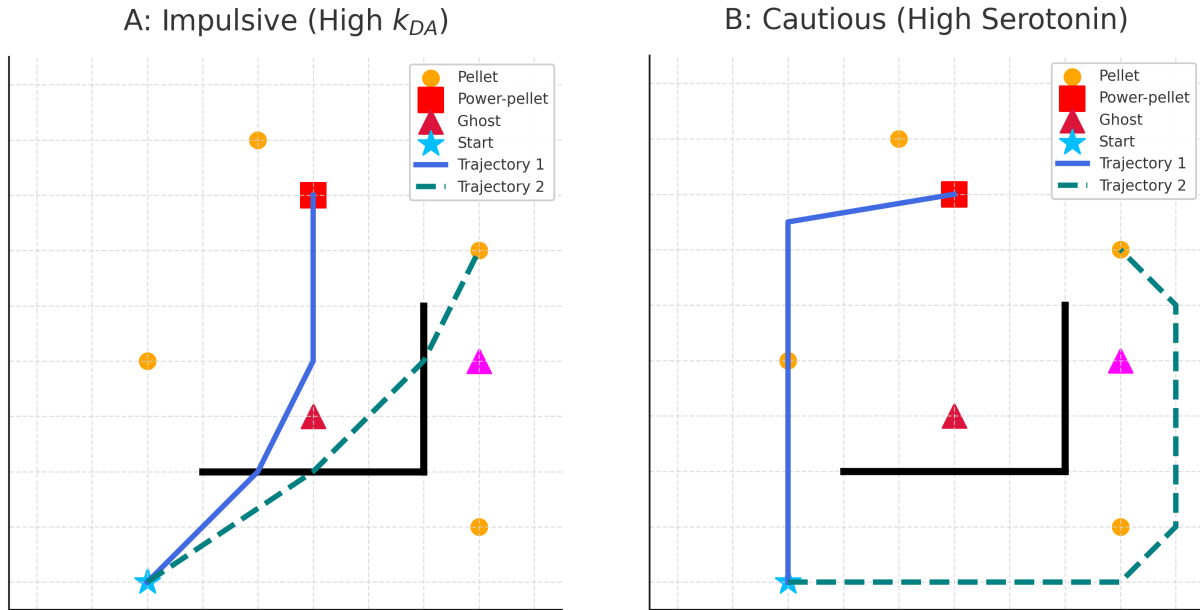 A: Impulsive (High k_DA)
Pellet
Power-pellet
Ghost
Start
Trajectory 1
Trajectory 2
B: Cautious (High Serotonin)
Pellet
Power-pellet
Ghost
Start
Trajectory 1
Trajectory 2